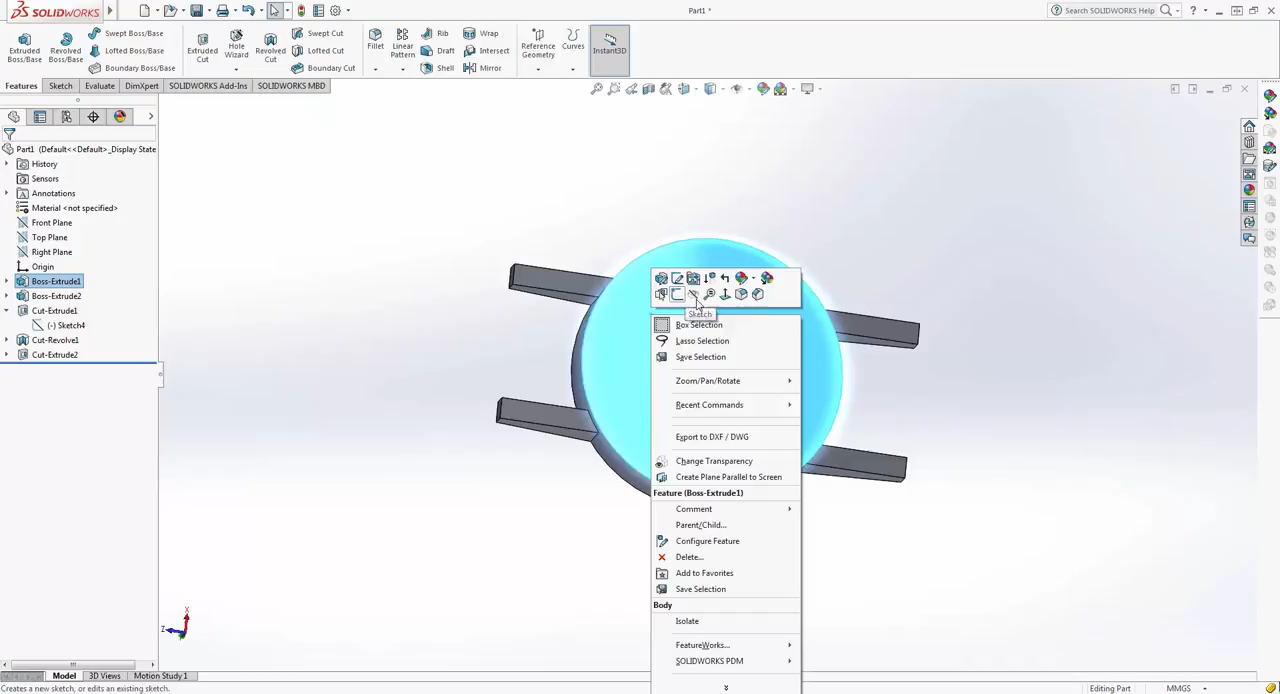 SOLIDWORKS
Part1 *
Search SOLIDWORKS Help
Extruded Boss/Base
Revolved Boss/Base
Swept Boss/Base
Lofted Boss/Base
Boundary Boss/Base
Extruded Cut
Hole Wizard
Revolved Cut
Swept Cut
Lofted Cut
Boundary Cut
Fillet
Linear Pattern
Rib
Draft
Shell
Wrap
Intersect
Mirror
Reference Geometry
Curves
Instant3D
Features
Sketch
Evaluate
DimXpert
SOLIDWORKS Add-Ins
SOLIDWORKS MBD
Part1 (Default<<Default>_Display State
History
Sensors
Annotations
Material <not specified>
Front Plane
Top Plane
Right Plane
Origin
Boss-Extrude1
Boss-Extrude2
Cut-Extrude1
(-) Sketch4
Cut-Revolve1
Cut-Extrude2
Sketch
Box Selection
Lasso Selection
Save Selection
Zoom/Pan/Rotate
Recent Commands
Export to DXF / DWG
Change Transparency
Create Plane Parallel to Screen
Feature (Boss-Extrude1)
Comment
Parent/Child...
Configure Feature
Delete...
Add to Favorites
Save Selection
Body
Isolate
FeatureWorks...
SOLIDWORKS PDM
X
Z
Model
3D Views
Motion Study 1
Creates a new sketch, or edits an existing sketch.
Editing Part
MMGS